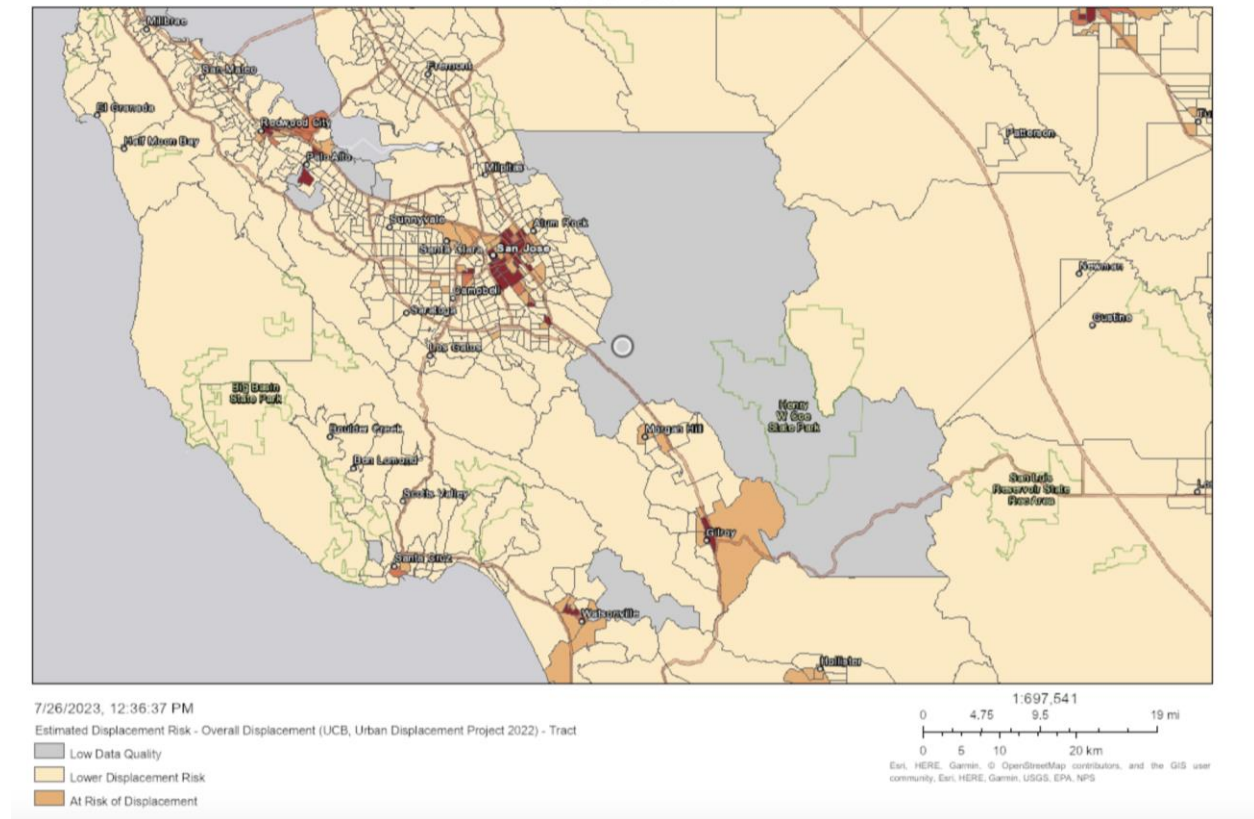 Millbrae
San Mateo
Fremont
El Granada
Redwood City
Half Moon Bay
Palo Alto
Patterson
Milpitas
Sunnyvale
Alum Rock
Santa Clara
San Jose
Newman
Campbell
Saratoga
Gustine
Los Gatos
Big Basin
State Park
Henry
W Coe
State Park
Boulder Creek
Morgan Hill
Ben Lomond
San Luis
Reservoir State
Rec Area
Scotts Valley
Gilroy
Santa Cruz
Watsonville
Hollister
7/26/2023, 12:36:37 PM
Estimated Displacement Risk - Overall Displacement (UCB, Urban Displacement Project 2022) - Tract
Low Data Quality
Lower Displacement Risk
At Risk of Displacement
1:697,541
0 4.75 9.5 19 mi
0 5 10 20 km
Esri, HERE, Garmin, © OpenStreetMap contributors, and the GIS user
community, Esri, HERE, Garmin, USGS, EPA, NPS